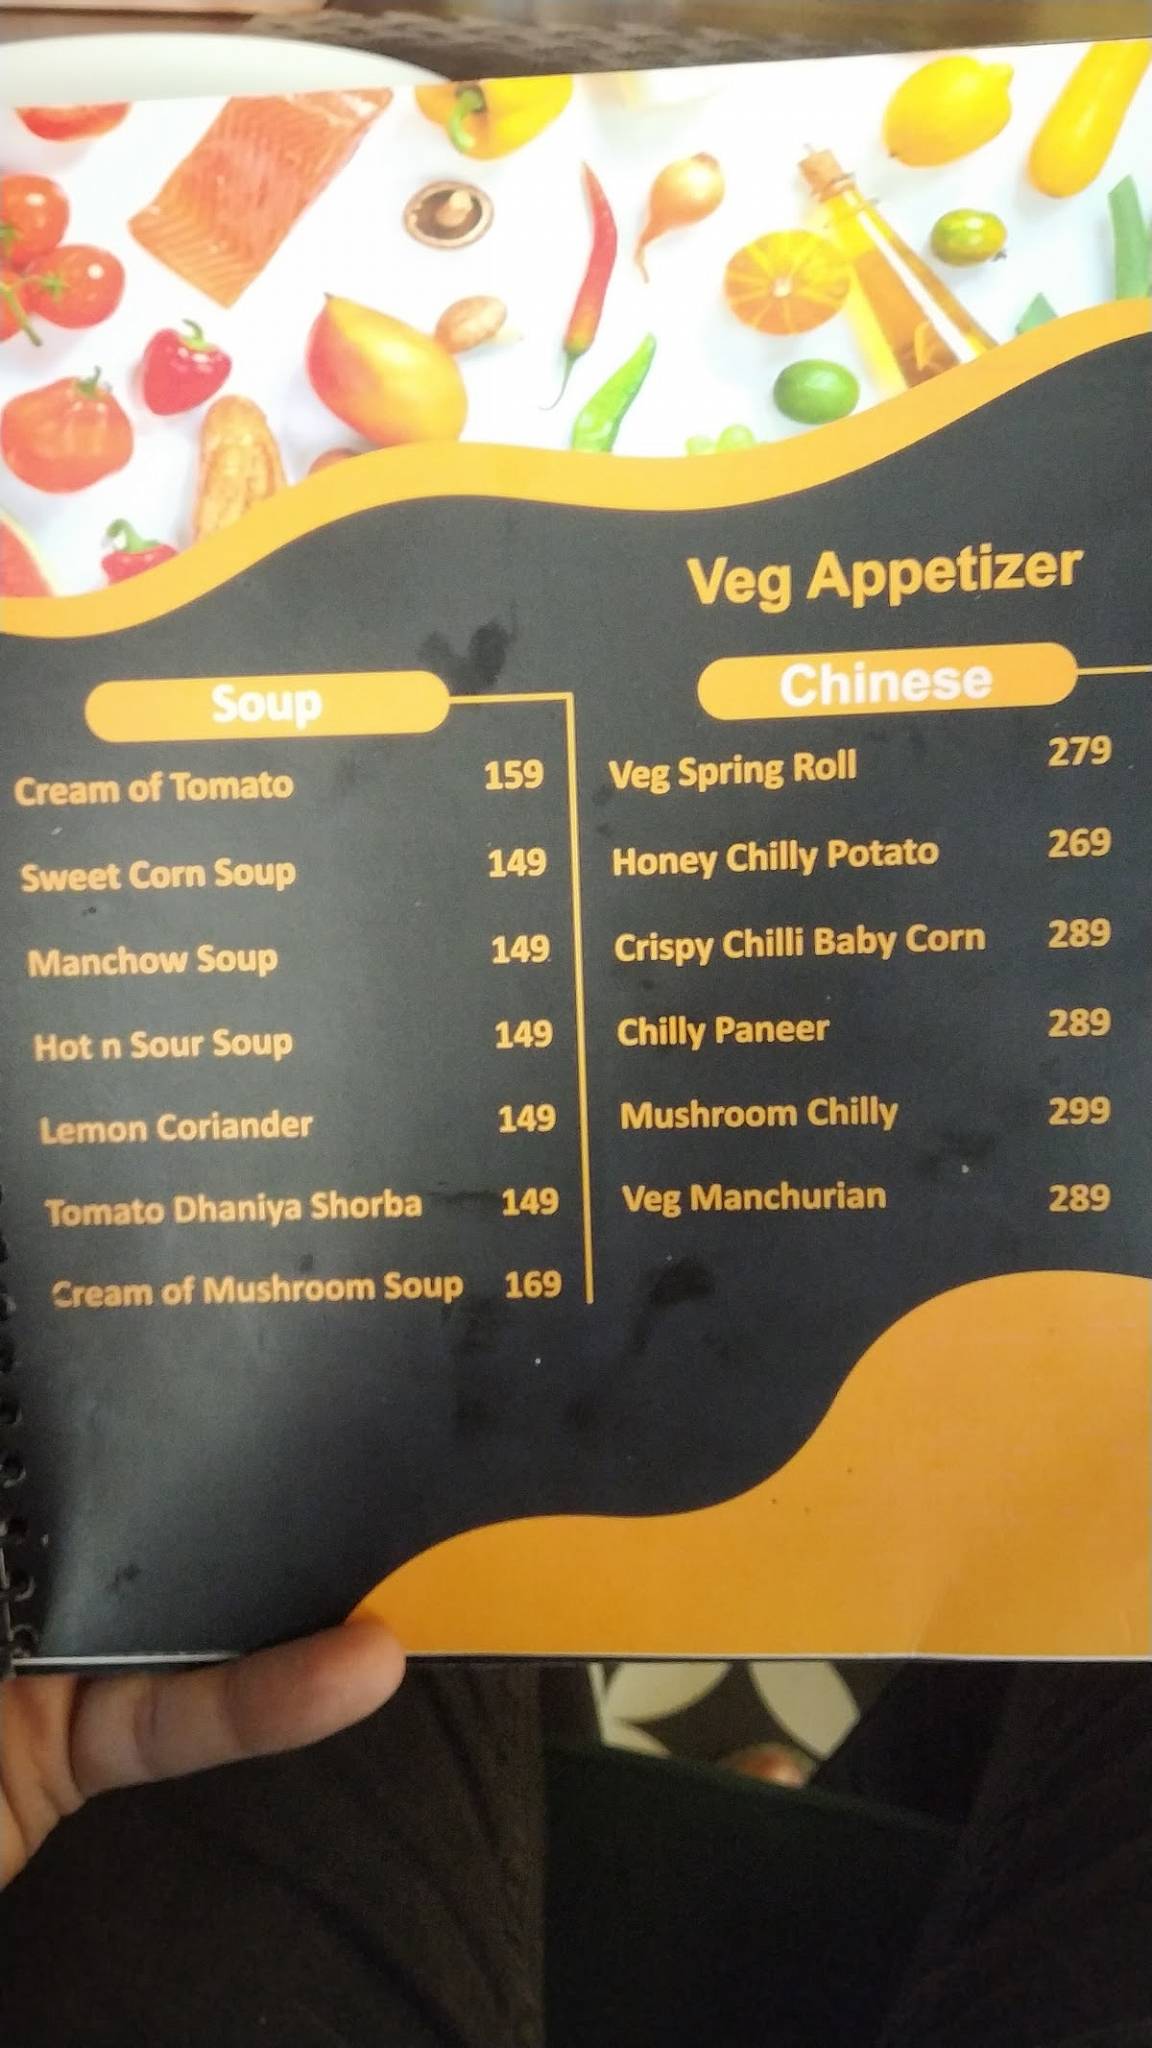 Veg Appetizer
Soup
Cream of Tomato 159
Sweet Corn Soup 149
Manchow Soup 149
Hot n Sour Soup 149
Lemon Coriander 149
Tomato Dhaniya Shorba 149
Cream of Mushroom Soup 169
Chinese
Veg Spring Roll 279
Honey Chilly Potato 269
Crispy Chilli Baby Corn 289
Chilly Paneer 289
Mushroom Chilly 299
Veg Manchurian 289